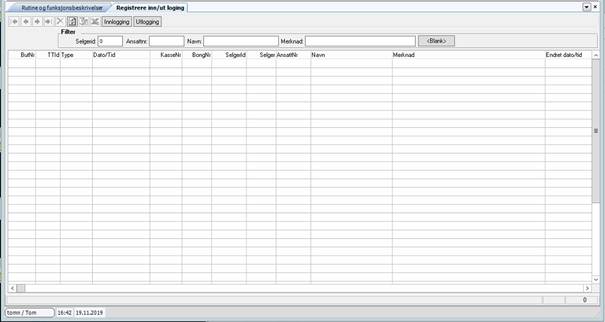 Rutine og funksjonsbeskrivelser Registrere inn/ut loging
Innlogging Utlogging
Filter
Selgerid: 0 Ansattnr: Navn: Merknad: <Blank>
ButNr TTId Type Dato/Tid KasseNr BongNr SelgerId Selger AnsattNr Navn Merknad Endret dato/tid
0
tomn / Tom 16:42 19.11.2019